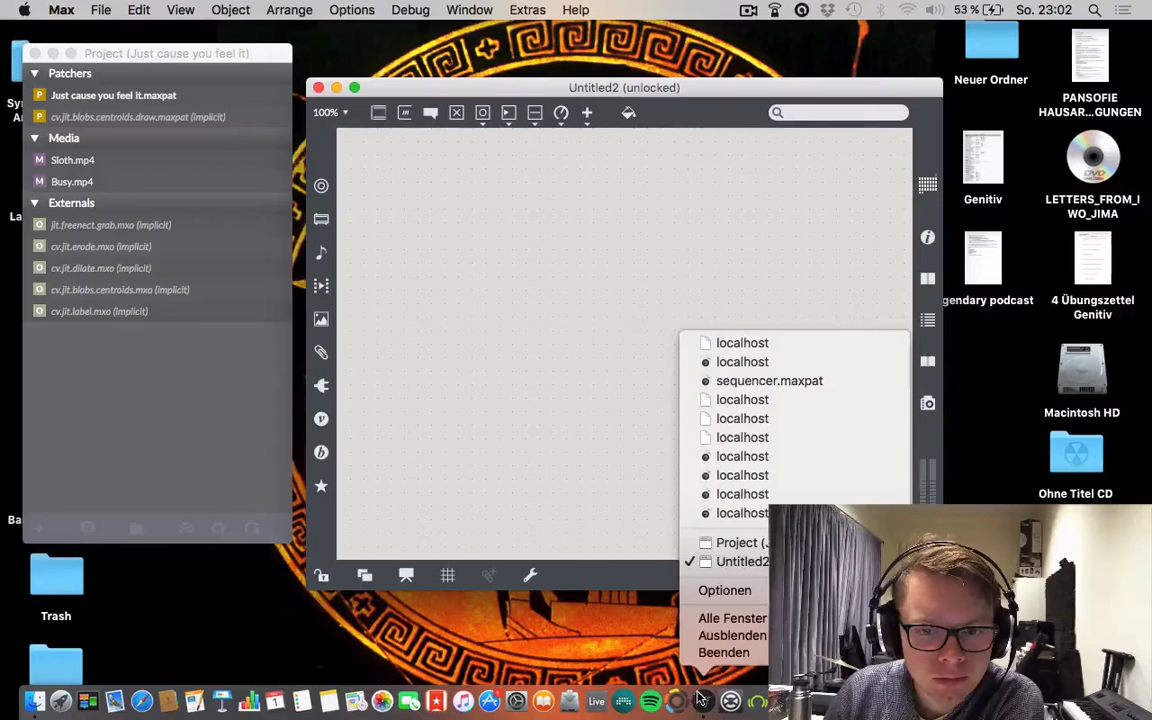 Max File Edit View Object Arrange Options Debug Window Extras Help
53 % So. 23:02
Project (Just cause you feel it)
Patchers
Just cause you feel it.maxpat
cv.jit.blobs.centroids.draw.maxpat (implicit)
Media
Sloth.mp4
Busy.mp4
Externals
jit.freenect.grab.mxo (implicit)
cv.jit.erode.mxo (implicit)
cv.jit.dilate.mxo (implicit)
cv.jit.blobs.centroids.mxo (implicit)
cv.jit.label.mxo (implicit)
Untitled2 (unlocked)
100%
localhost
localhost
sequencer.maxpat
localhost
localhost
localhost
localhost
localhost
localhost
localhost
Project (J
Untitled2
Optionen
Alle Fenster
Ausblenden
Beenden
Neuer Ordner
PANSOFIE
HAUSAR...GUNGEN
Genitiv
LETTERS_FROM_I
WO_JIMA
gendary podcast
4 Übungszettel
Genitiv
Macintosh HD
Ohne Titel CD
Trash
Live